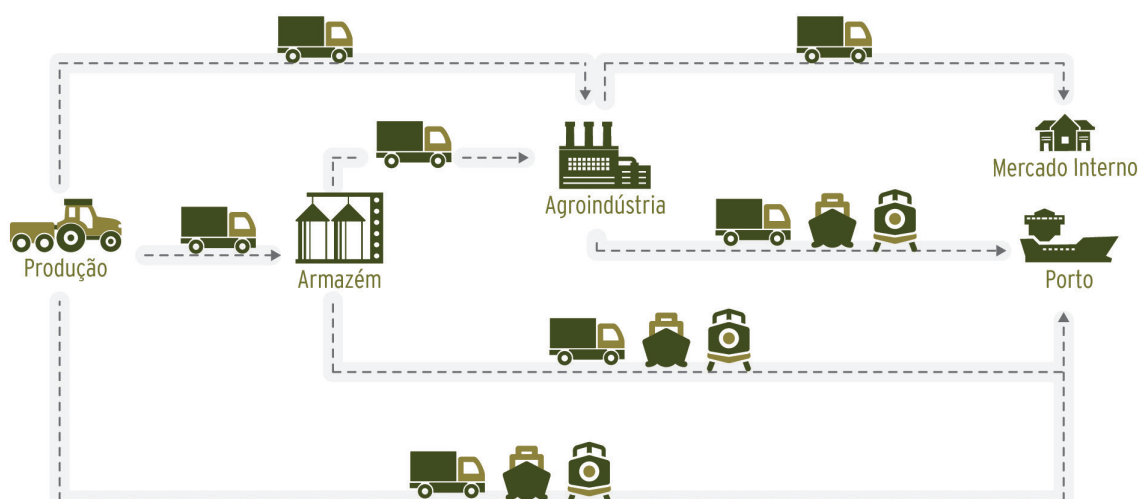 Mercado Interno
Agroindústria
Produção
Armazém
Porto